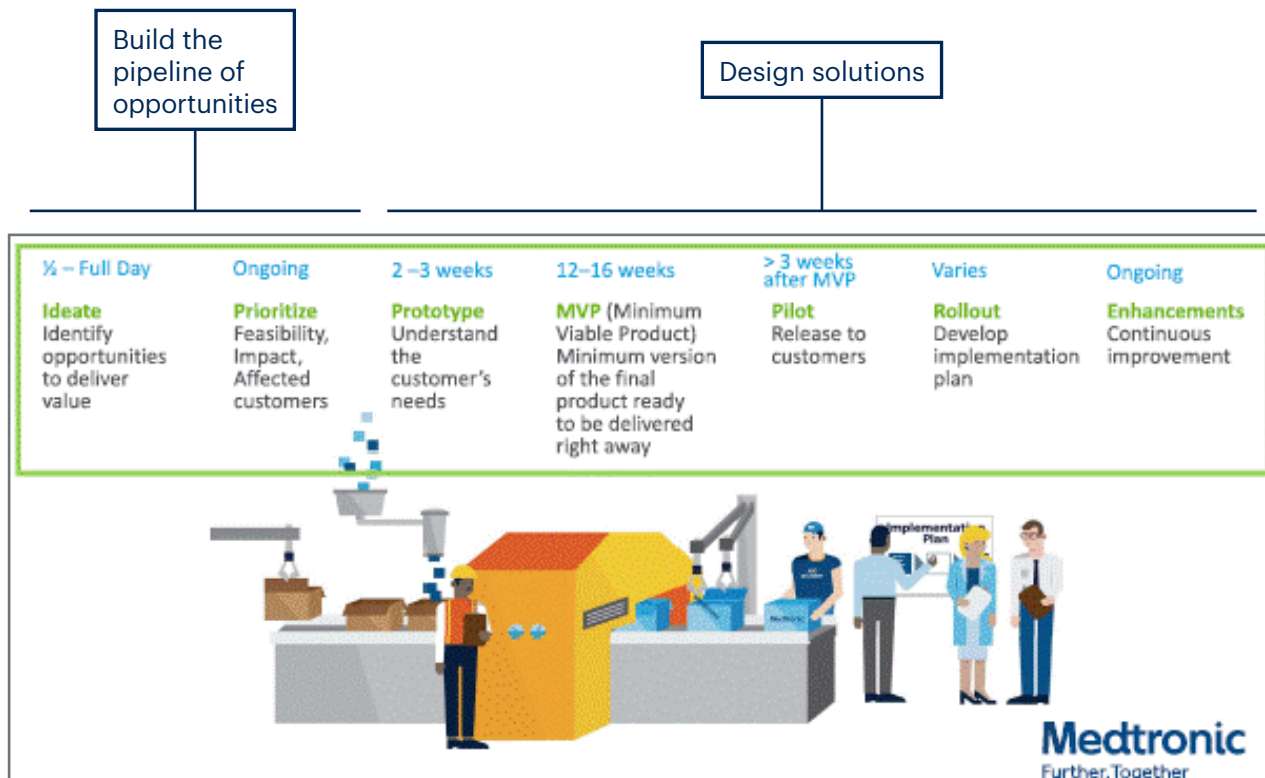 Build the
pipeline of
opportunities
Design solutions
½ – Full Day
Ideate
Identify
opportunities
to deliver
value
Ongoing
Prioritize
Feasibility,
Impact,
Affected
customers
2 –3 weeks
Prototype
Understand
the
customer's
needs
12–16 weeks
MVP (Minimum
Viable Product)
Minimum version
of the final
product ready
to be delivered
right away
> 3 weeks
after MVP
Pilot
Release to
customers
Varies
Rollout
Develop
implementation
plan
Ongoing
Enhancements
Continuous
improvement
Implementation
Plan
Medtronic
Medtronic
Further, Together